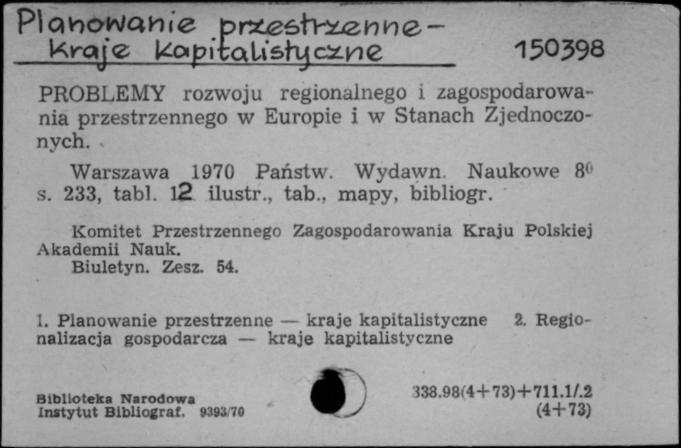 Planowanie przestrzenne –
kraje kapitalistyczne 150398
PROBLEMY rozwoju regionalnego i zagospodarowa-
nia przestrzennego w Europie i w Stanach Zjednoczo-
nych.
Warszawa 1970 Państw. Wydawn. Naukowe 8⁰
s. 233, tabl. 12 ilustr., tab., mapy, bibliogr.
Komitet Przestrzennego Zagospodarowania Kraju Polskiej
Akademii Nauk.
Biuletyn. Zesz. 54.
1. Planowanie przestrzenne — kraje kapitalistyczne 2. Regio-
nalizacja gospodarcza — kraje kapitalistyczne
Biblioteka Narodowa 338.98(4+73)+711.1/.2
Instytut Bibliograf. 9393/70 (4+73)